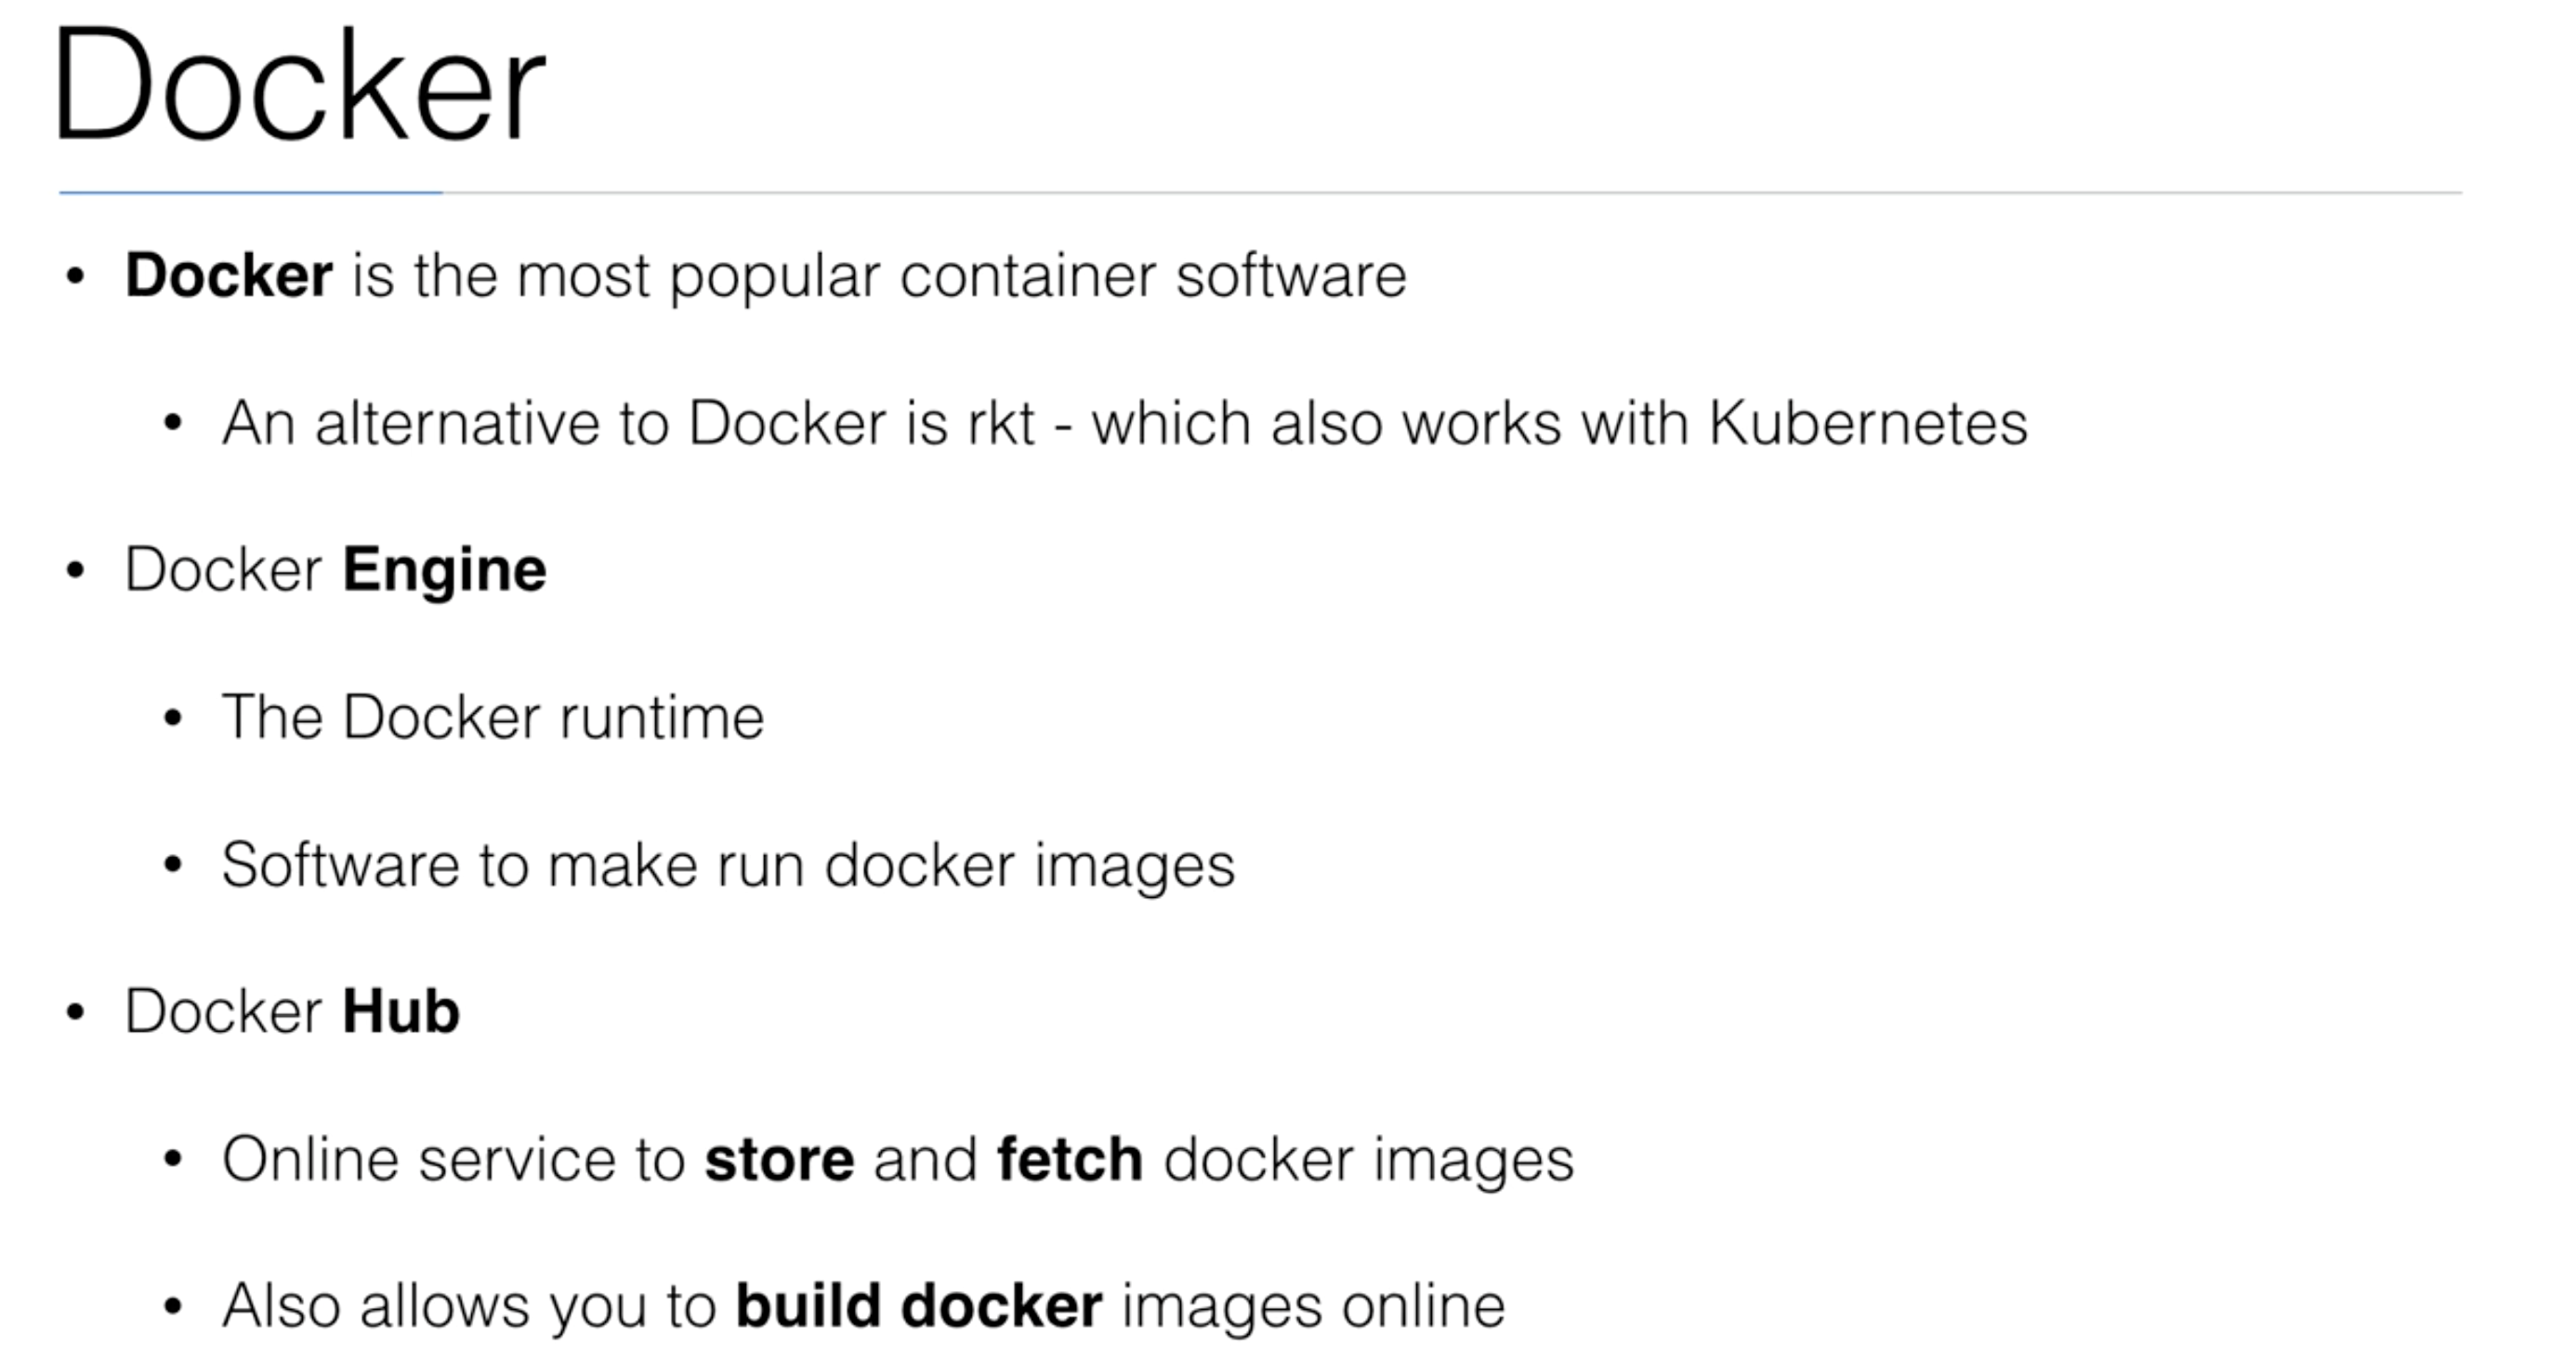 Docker
• Docker is the most popular container software
• An alternative to Docker is rkt - which also works with Kubernetes
• Docker Engine
• The Docker runtime
• Software to make run docker images
• Docker Hub
• Online service to store and fetch docker images
• Also allows you to build docker images online